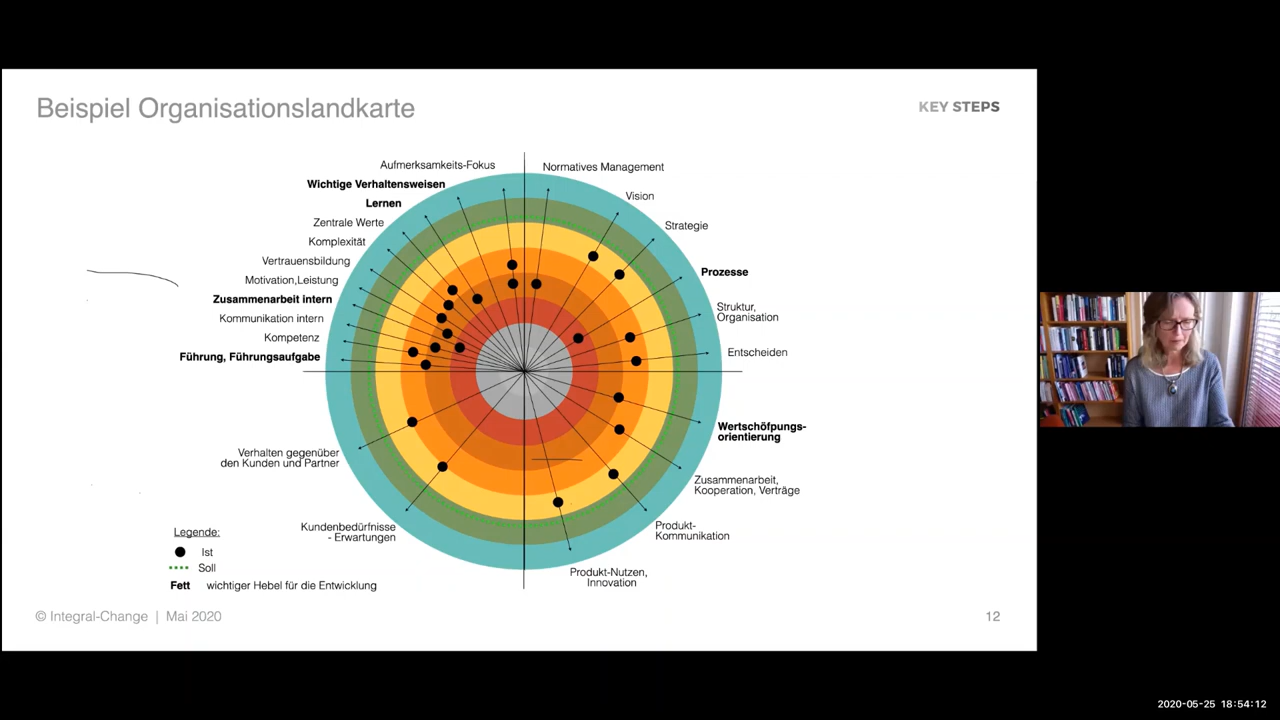 Beispiel Organisationslandkarte
KEY STEPS
Aufmerksamkeits-Fokus
Wichtige Verhaltensweisen
Lernen
Zentrale Werte
Komplexität
Vertrauensbildung
Motivation,Leistung
Zusammenarbeit intern
Kommunikation intern
Kompetenz
Führung, Führungsaufgabe
Normatives Management
Vision
Strategie
Prozesse
Struktur,
Organisation
Entscheiden
Wertschöfpungs-
orientierung
Zusammenarbeit,
Kooperation, Verträge
Produkt-
Kommunikation
Produkt-Nutzen,
Innovation
Verhalten gegenüber
den Kunden und Partner
Kundenbedürfnisse
- Erwartungen
Legende:
Ist
Soll
Fett wichtiger Hebel für die Entwicklung
© Integral-Change | Mai 2020
12
2020-05-25 18:54:12